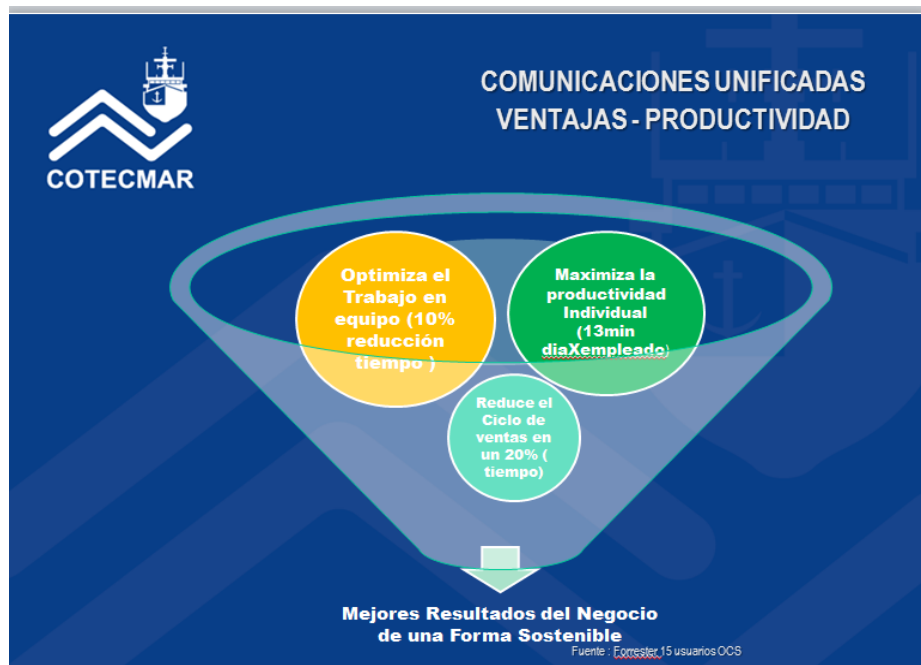 COTECMAR
COMUNICACIONES UNIFICADAS
VENTAJAS - PRODUCTIVIDAD
Optimiza el
Trabajo en
equipo (10%
reducción
tiempo )
Maximiza la
productividad
Individual
(13min
diaXempleado)
Reduce el
Ciclo de
ventas en
un 20% (
tiempo)
Mejores Resultados del Negocio
de una Forma Sostenible
Fuente : Forrester 15 usuarios OCS